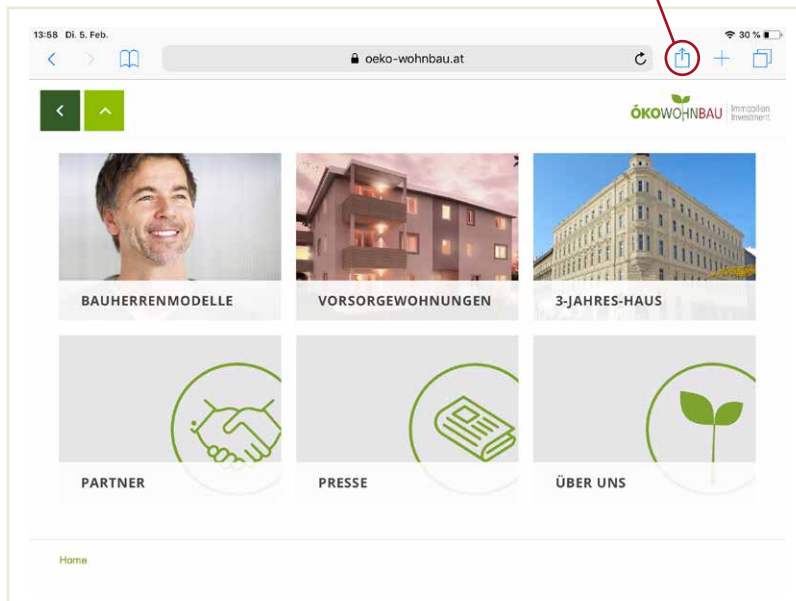 13:58 Di. 5. Feb.
30 %
oeko-wohnbau.at
ÖKOWOHNBAU Immobilien
Investment
BAUHERRENMODELLE VORSORGEWOHNUNGEN 3-JAHRES-HAUS
PARTNER PRESSE ÜBER UNS
Home